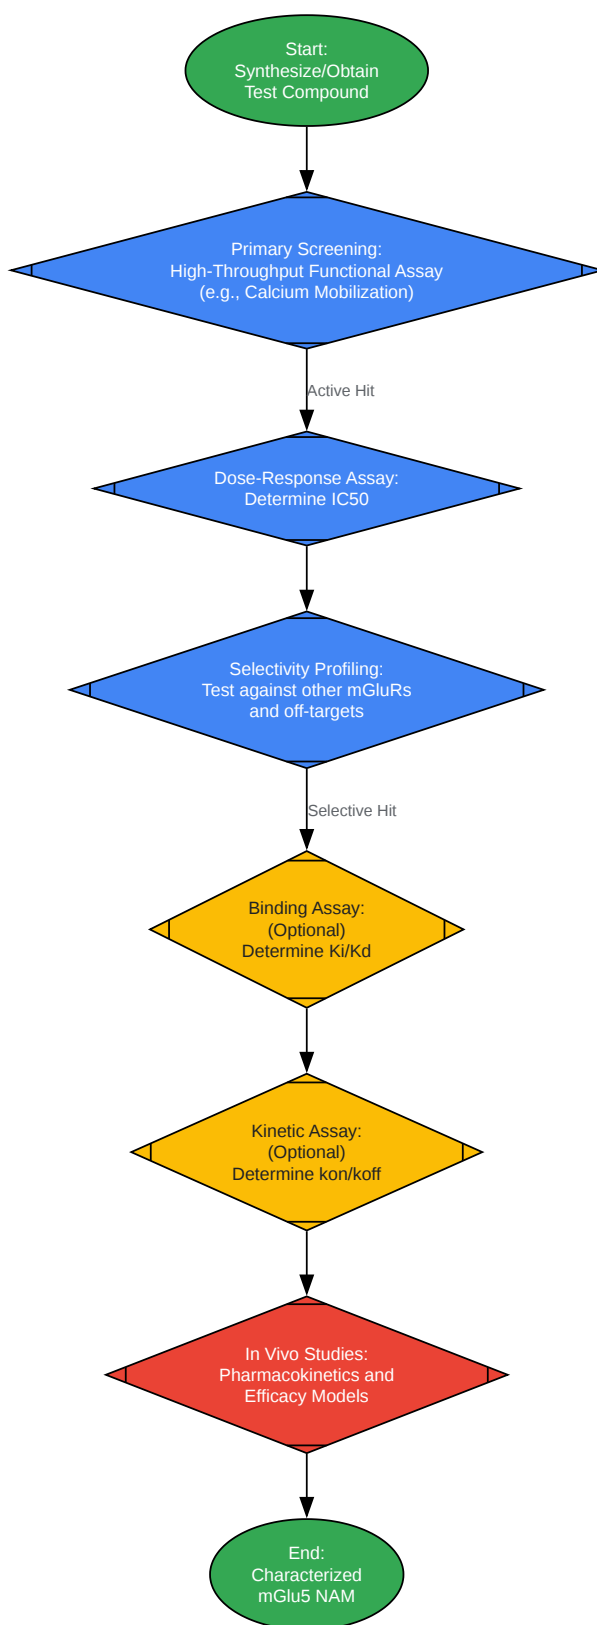 Start:
Synthesize/Obtain
Test Compound
Primary Screening:
High-Throughput Functional Assay
(e.g., Calcium Mobilization)
Active Hit
Dose-Response Assay:
Determine IC50
Selectivity Profiling:
Test against other mGluRs
and off-targets
Selective Hit
Binding Assay:
(Optional)
Determine Ki/Kd
Kinetic Assay:
(Optional)
Determine kon/koff
In Vivo Studies:
Pharmacokinetics and
Efficacy Models
End:
Characterized
mGlu5 NAM